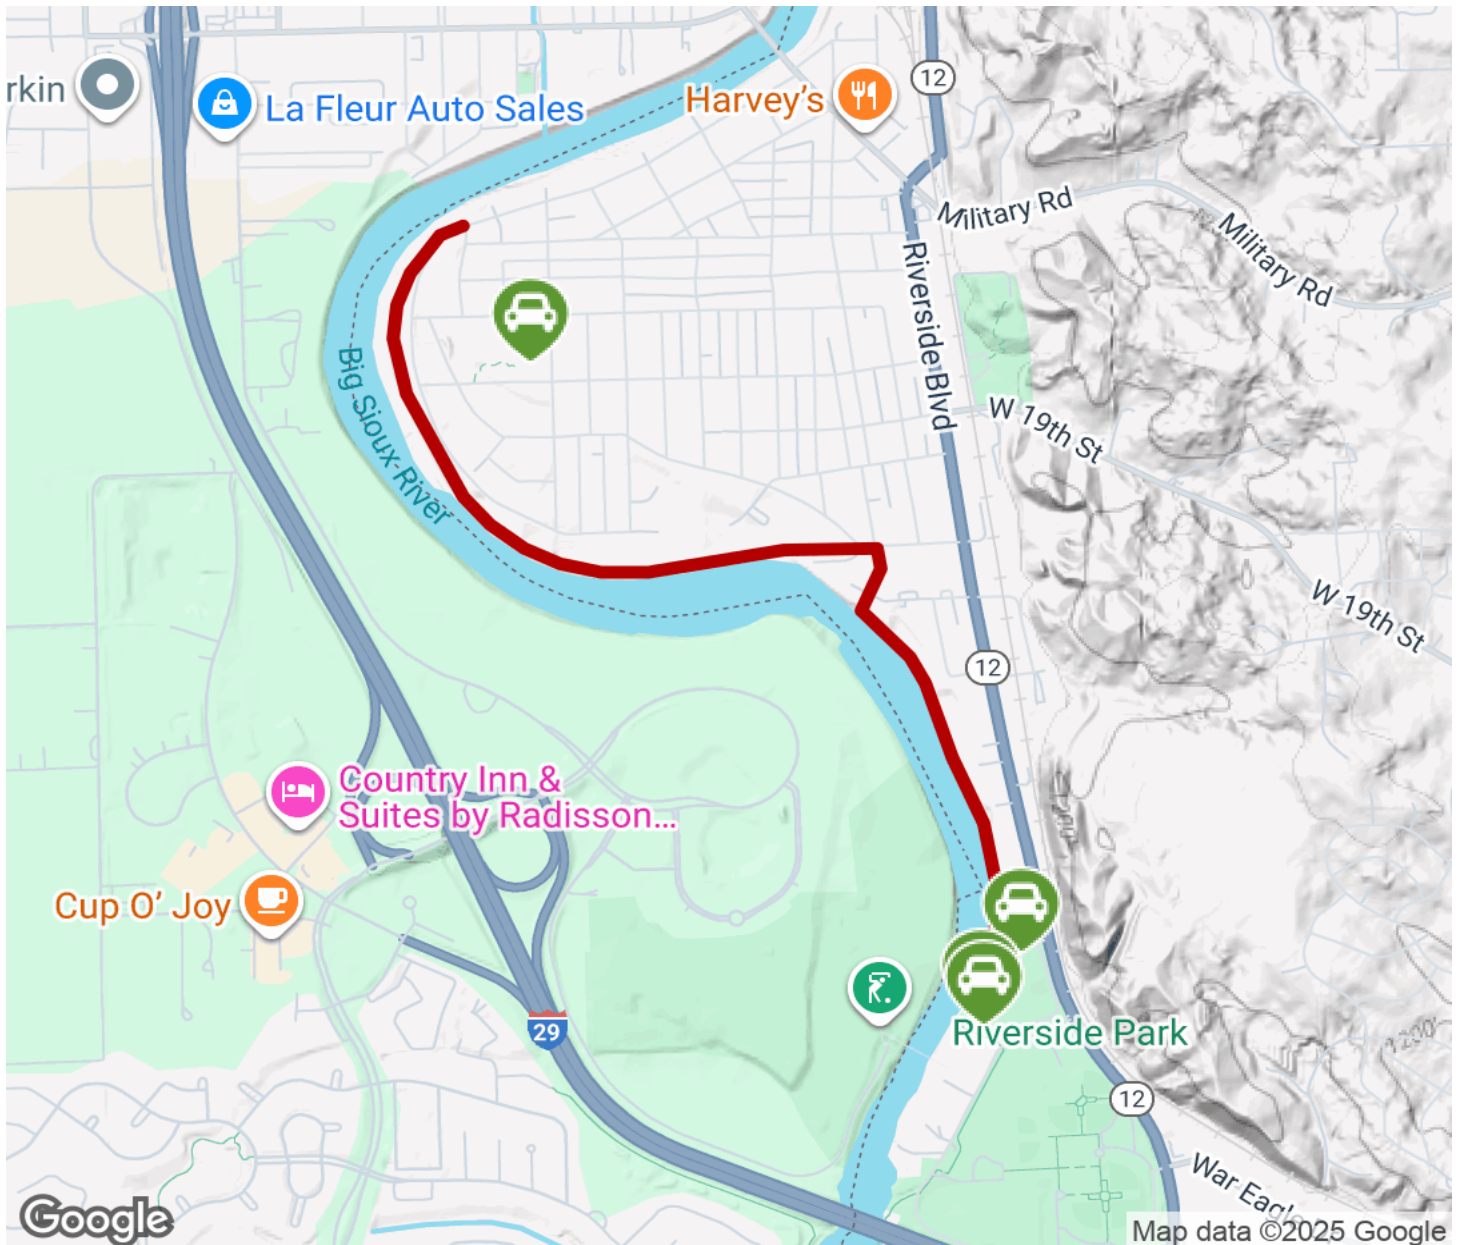 rkin
La Fleur Auto Sales
Harvey's
12
Military Rd
Military Rd
Riverside Blvd
Big Sioux River
W 19th St
W 19th St
12
Country Inn &
Suites by Radisson...
Cup O' Joy
29
Riverside Park
12
War Eagle
Google
Map data ©2025 Google